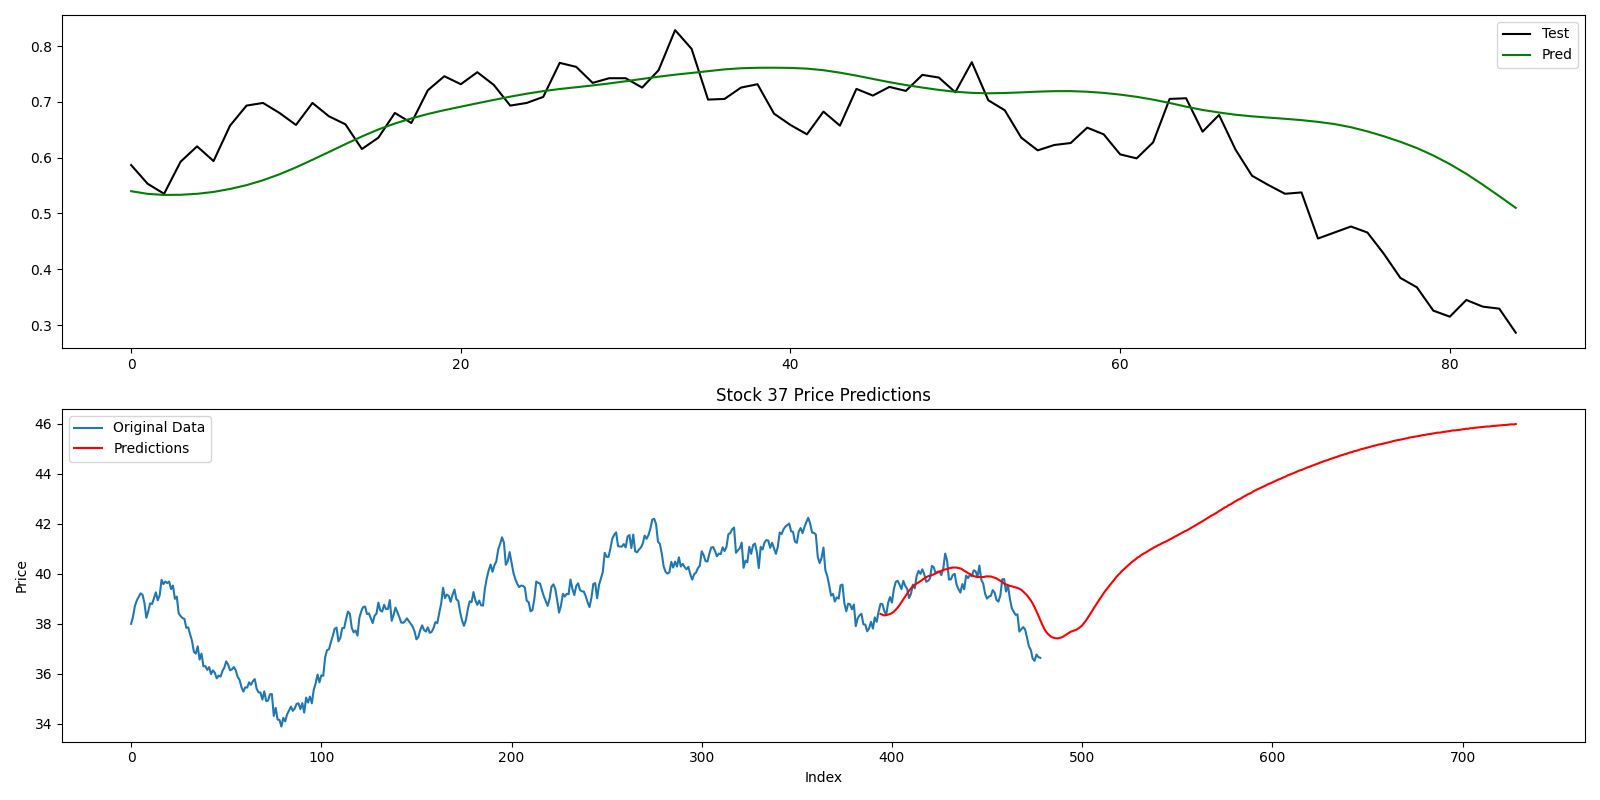 Test
Pred
0.8
0.7
0.6
0.5
0.4
0.3
0 20 40 60 80
Stock 37 Price Predictions
Original Data
Predictions
46
44
42
40
38
36
34
Price
0 100 200 300 400 500 600 700
Index